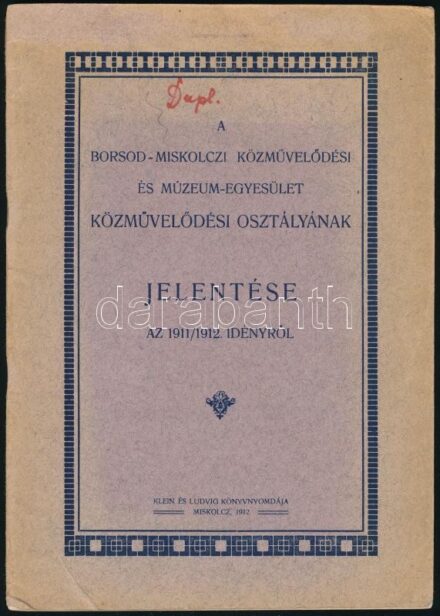 Dupl.
A
BORSOD-MISKOLCZI KÖZMŰVELŐDÉSI
ÉS MÚZEUM-EGYESÜLET
KÖZMŰVELŐDÉSI OSZTÁLYÁNAK
JELENTÉSE
darabanth
AZ 1911/1912. IDÉNYRŐL
KLEIN ÉS LUDVIG KÖNYVNYOMDÁJA
MISKOLCZ, 1912